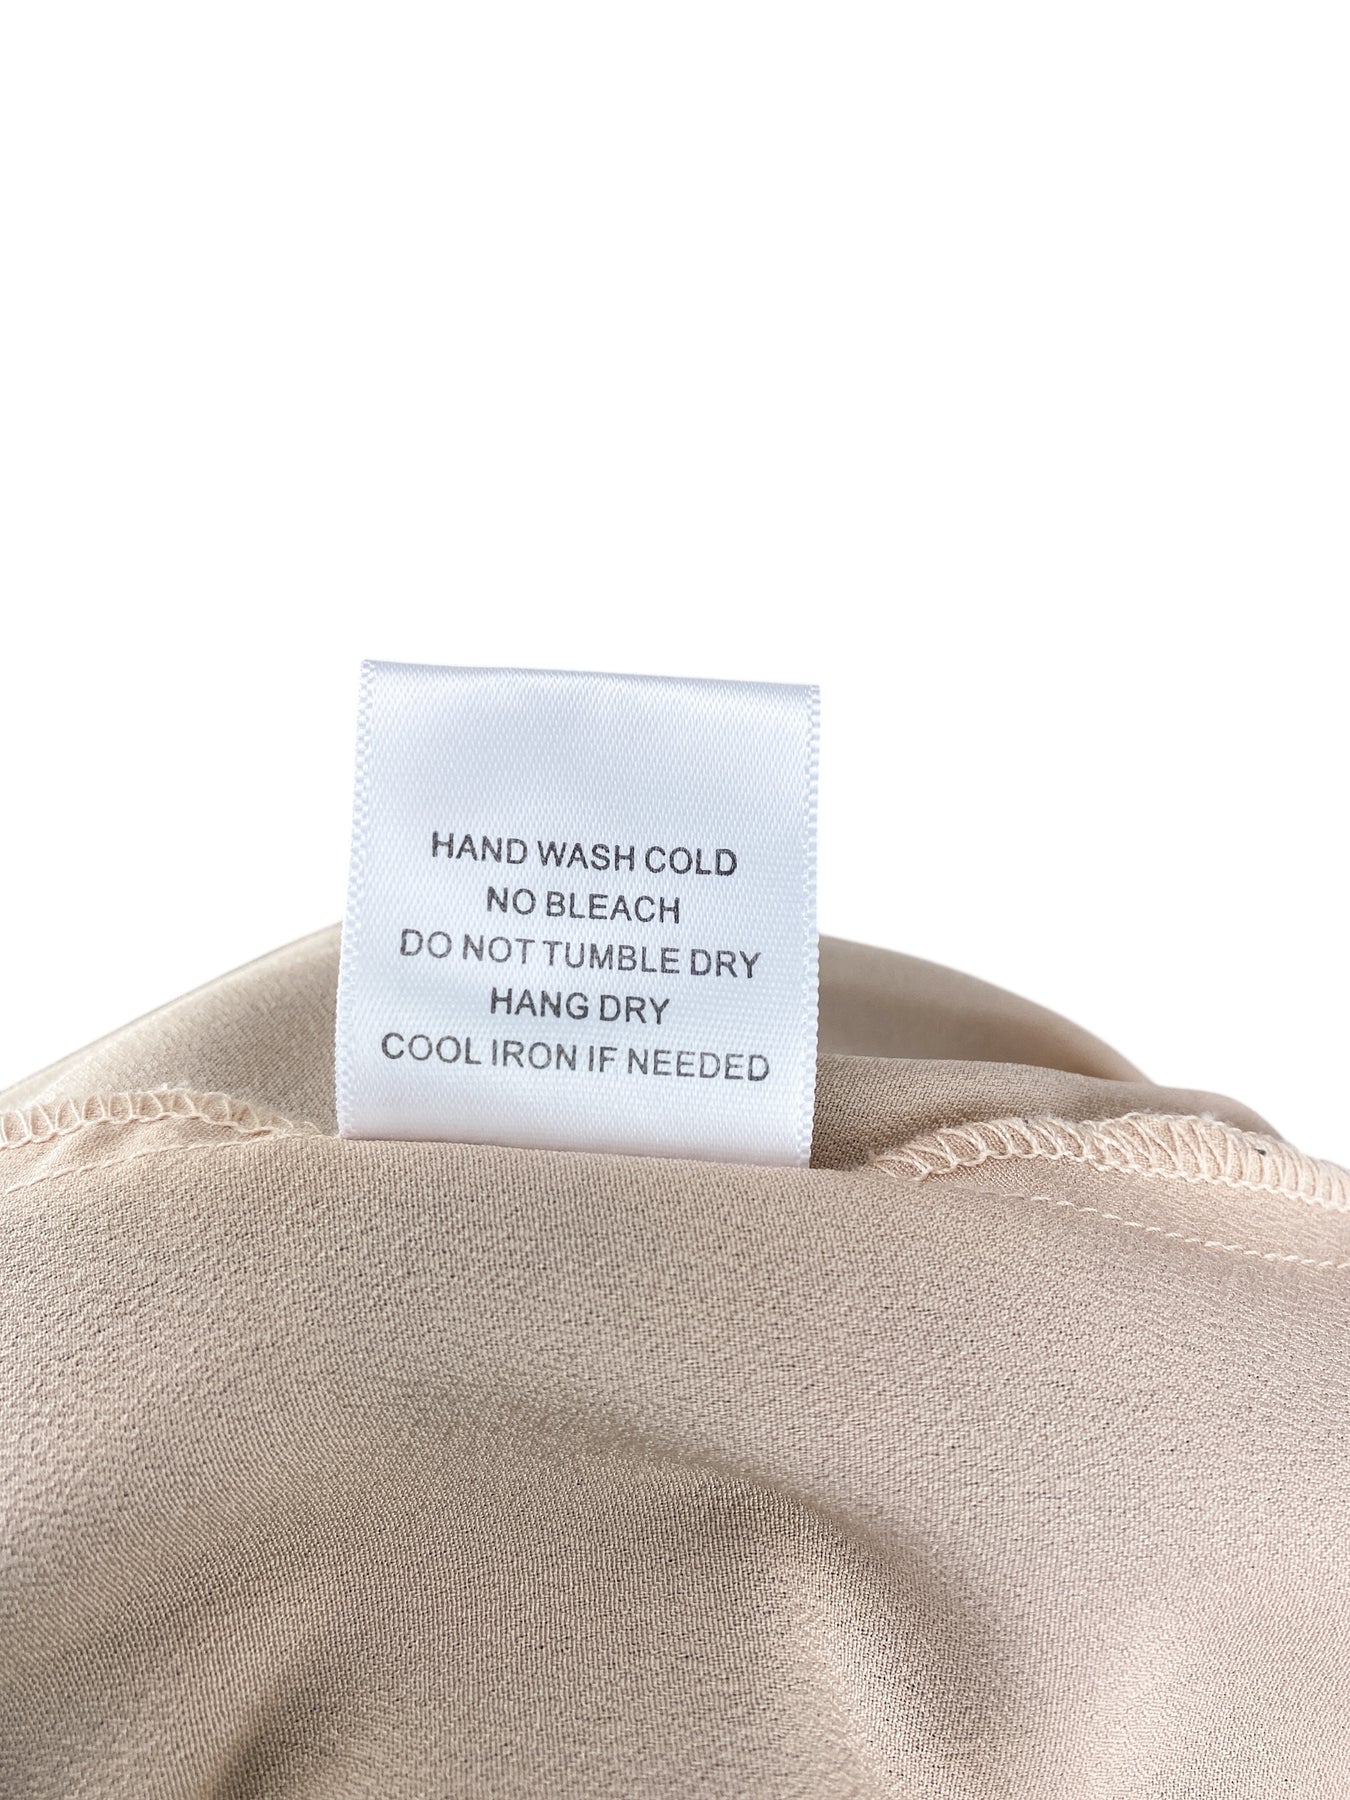 HAND WASH COLD
NO BLEACH
DO NOT TUMBLE DRY
HANG DRY
COOL IRON IF NEEDED